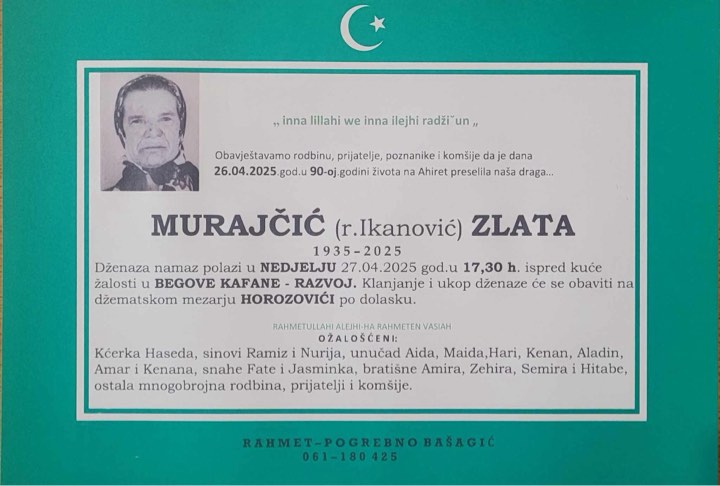 „ inna lillahi we inna ilejhi radži˝un „
Obavještavamo rodbinu, prijatelje, poznanike i komšije da je dana
26.04.2025.god.u 90-oj.godini života na Ahiret preselila naša draga...
MURAJČIĆ (r.Ikanović) ZLATA
1935-2025
Dženaza namaz polazi u NEDJELJU 27.04.2025 god.u 17,30 h. ispred kuće
žalosti u BEGOVE KAFANE - RAZVOJ. Klanjanje i ukop dženaze će se obaviti na
džematskom mezarju HOROZOVIĆI po dolasku.
RAHMETULLAHI ALEJHI-HA RAHMETEN VASIAH
OŽALOŠĆENI:
Kćerka Haseda, sinovi Ramiz i Nurija, unučad Aida, Maida,Hari, Kenan, Aladin,
Amar i Kenana, snahe Fate i Jasminka, bratišne Amira, Zehira, Semira i Hitabe,
ostala mnogobrojna rodbina, prijatelji i komšije.
RAHMET-POGREBNO BAŠAGIĆ
061-180 425